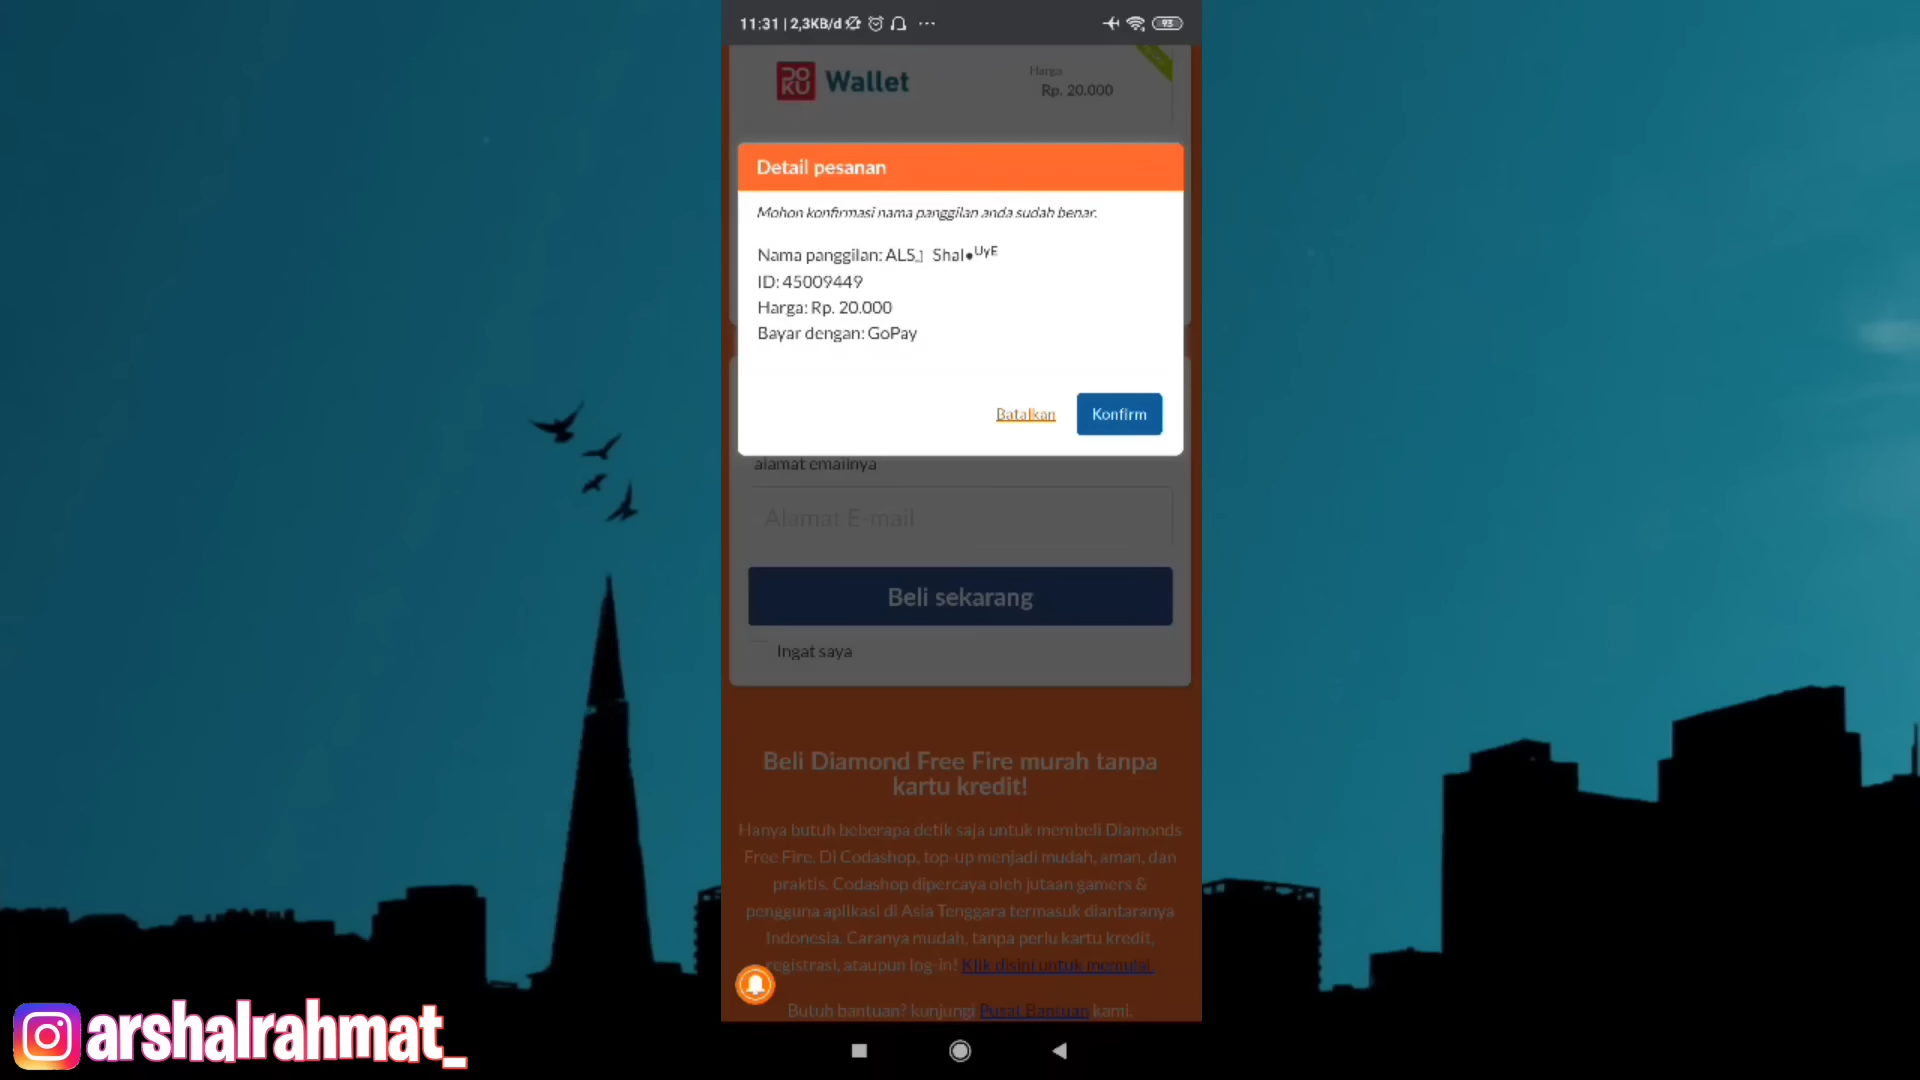 11:31 | 2,3KB/d
93
DOKU Wallet
Harga
Rp. 20.000
Detail pesanan
Mohon konfirmasi nama panggilan anda sudah benar.
Nama panggilan: ALS Shal●ᵁʸᴱ
ID: 45009449
Harga: Rp. 20.000
Bayar dengan: GoPay
Batalkan
Konfirm
alamat emailnya
Alamat E-mail
Beli sekarang
Ingat saya
Beli Diamond Free Fire murah tanpa
kartu kredit!
Hanya butuh beberapa detik saja untuk membeli Diamonds
Free Fire. Di Codashop, top-up menjadi mudah, aman, dan
praktis. Codashop dipercaya oleh jutaan gamers &
pengguna aplikasi di Asia Tenggara termasuk diantaranya
Indonesia. Caranya mudah, tanpa perlu kartu kredit,
registrasi, ataupun log-in! Klik disini untuk memulai.
Butuh bantuan? kunjungi Pusat Bantuan kami.
arshalrahmat_